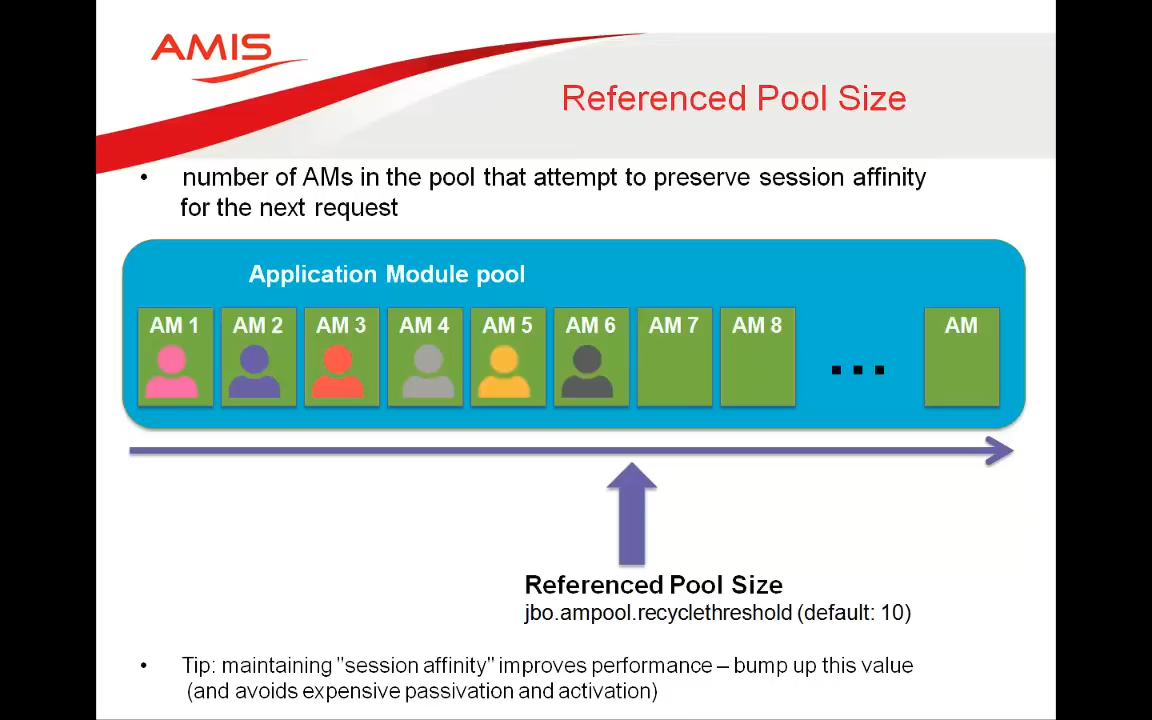 AMIS
Referenced Pool Size
• number of AMs in the pool that attempt to preserve session affinity
for the next request
Application Module pool
AM 1 AM 2 AM 3 AM 4 AM 5 AM 6 AM 7 AM 8 ... AM
Referenced Pool Size
jbo.ampool.recyclethreshold (default: 10)
• Tip: maintaining "session affinity" improves performance – bump up this value
(and avoids expensive passivation and activation)